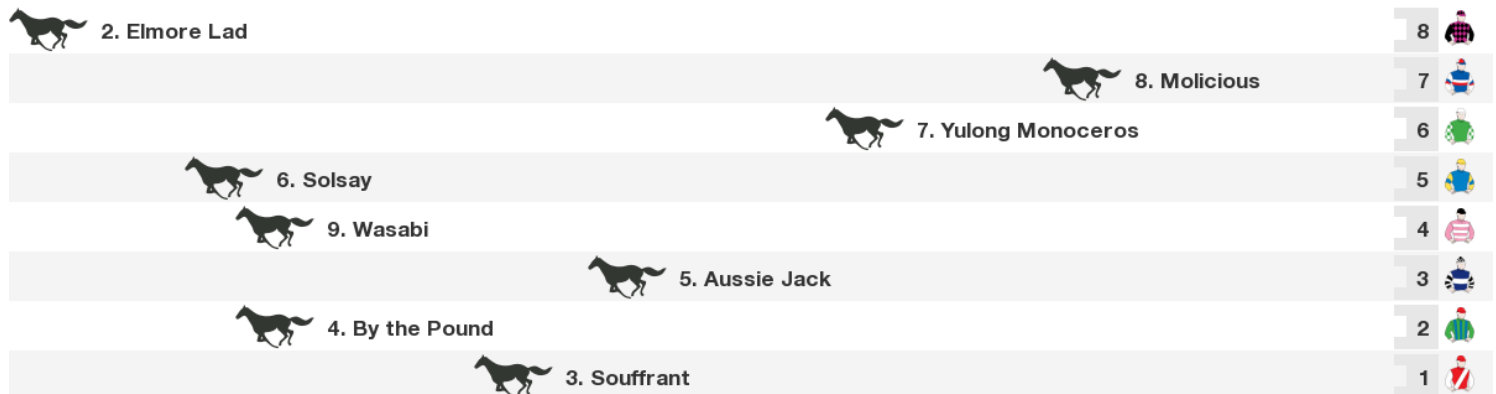 2. Elmore Lad 8
8. Molicious 7
7. Yulong Monoceros 6
6. Solsay 5
9. Wasabi 4
5. Aussie Jack 3
4. By the Pound 2
3. Souffrant 1